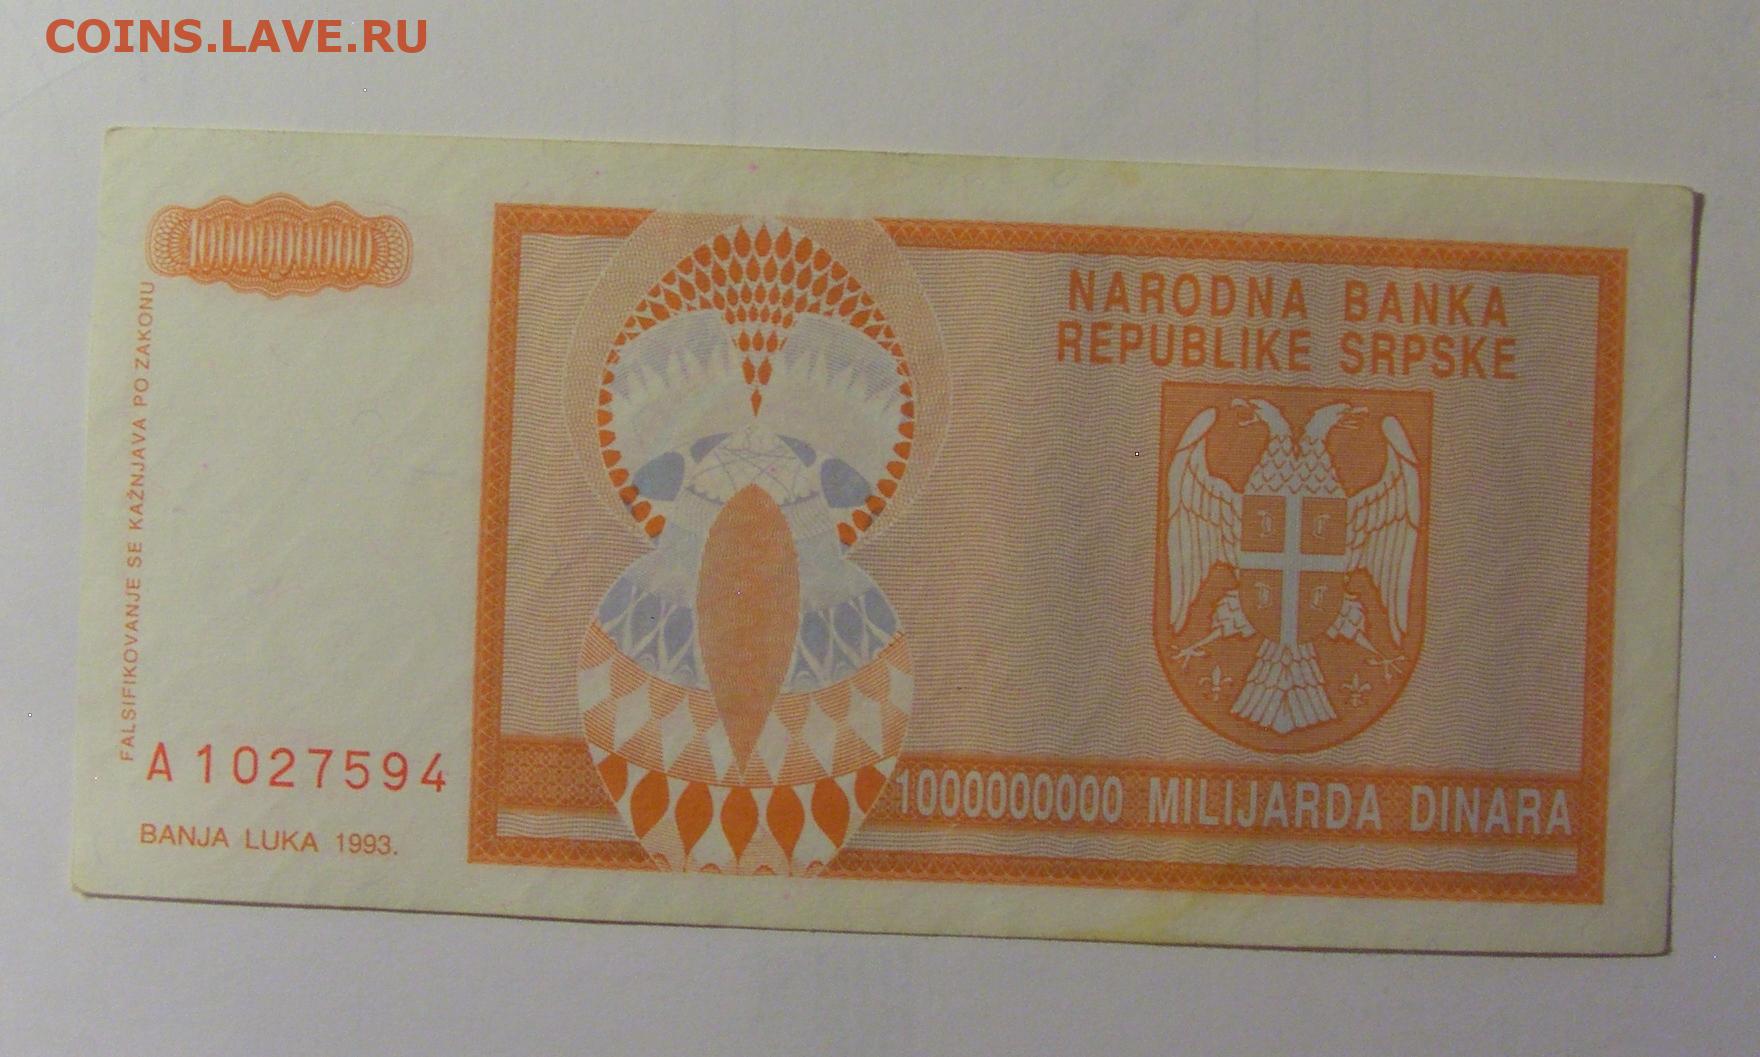 COINS.LAVE.RU
1000000000
FALSIFIKOVANJE SE KAŽNJAVA PO ZAKONU
NARODNA BANKA
REPUBLIKE SRPSKE
A 1027594
1000000000 MILIJARDA DINARA
BANJA LUKA 1993.